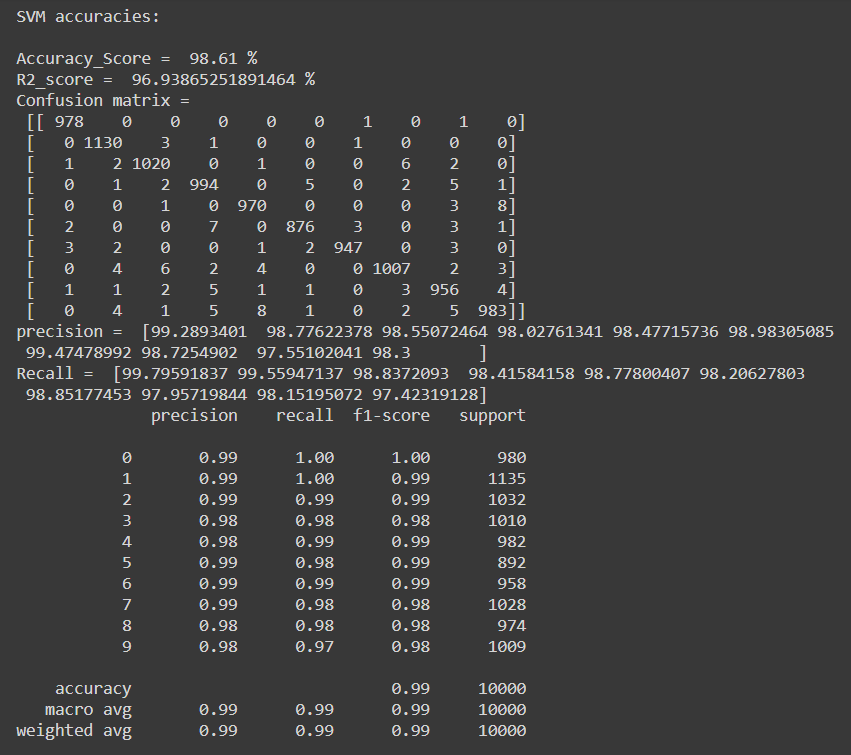 SVM accuracies:
Accuracy_Score =  98.61 %
R2_score =  96.93865251891464 %
Confusion matrix =
[[ 978    0    0    0    0    0    1    0    1    0]
[   0 1130    3    1    0    0    1    0    0    0]
[   1    2 1020    0    1    0    0    6    2    0]
[   0    1    2  994    0    5    0    2    5    1]
[   0    0    1    0  970    0    0    0    3    8]
[   2    0    0    7    0  876    3    0    3    1]
[   3    2    0    0    1    2  947    0    3    0]
[   0    4    6    2    4    0    0 1007    2    3]
[   1    1    2    5    1    1    0    3  956    4]
[   0    4    1    5    8    1    0    2    5  983]]
precision =  [99.2893401  98.77622378 98.55072464 98.02761341 98.47715736 98.98305085
99.47478992 98.7254902  97.55102041 98.3       ]
Recall =  [99.79591837 99.55947137 98.8372093  98.41584158 98.77800407 98.20627803
98.85177453 97.95719844 98.15195072 97.42319128]
precision    recall  f1-score   support
0       0.99      1.00      1.00       980
1       0.99      1.00      0.99      1135
2       0.99      0.99      0.99      1032
3       0.98      0.98      0.98      1010
4       0.98      0.99      0.99       982
5       0.99      0.98      0.99       892
6       0.99      0.99      0.99       958
7       0.99      0.98      0.98      1028
8       0.98      0.98      0.98       974
9       0.98      0.97      0.98      1009
accuracy                           0.99     10000
macro avg       0.99      0.99      0.99     10000
weighted avg       0.99      0.99      0.99     10000